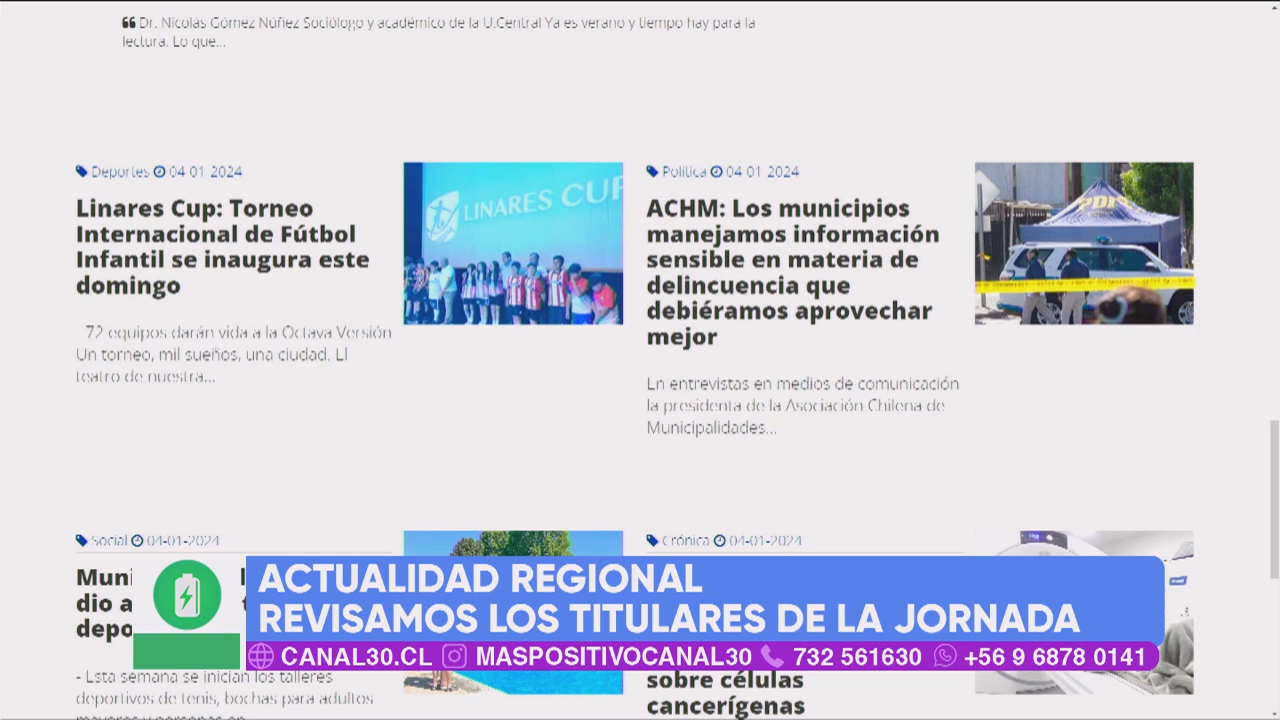 ❝ Dr. Nicolás Gómez Núñez Sociólogo y académico de la U.Central Ya es verano y tiempo hay para la
lectura. Lo que...
Deportes 04-01-2024
Linares Cup: Torneo
Internacional de Fútbol
Infantil se inaugura este
domingo
72 equipos darán vida a la Octava Versión
Un torneo, mil sueños, una ciudad. El
teatro de nuestra...
LINARES CUP
Política 04-01-2024
ACHM: Los municipios
manejamos información
sensible en materia de
delincuencia que
debiéramos aprovechar
mejor
En entrevistas en medios de comunicación
la presidenta de la Asociación Chilena de
Municipalidades...
PDI
Social 04-01-2024
Muni
dio a
depo
- Esta semana se inician los talleres
deportivos de tenis, bochas para adultos
mayores y personas en
Crónica 04-01-2024
sobre células
cancerígenas
ACTUALIDAD REGIONAL
REVISAMOS LOS TITULARES DE LA JORNADA
CANAL30.CL MASPOSITIVOCANAL30 732 561630 +56 9 6878 0141